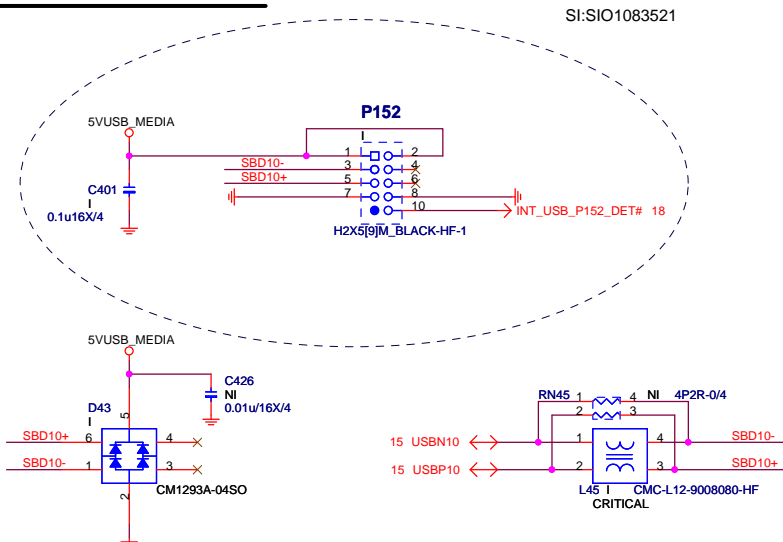 SI:SIO1083521
P152
I
5VUSB_MEDIA
1 2
SBD10- 3 4
SBD10+ 5 6
7 8
10
INT_USB_P152_DET# 18
H2X5[9]M_BLACK-HF-1
C401
I
0.1u16X/4
5VUSB_MEDIA
C426
NI
0.01u/16X/4
D43
I
5
SBD10+ 6 4
SBD10- 1 3
2
CM1293A-04SO
RN45 1 4 NI 4P2R-0/4
2 3
15 USBN10 1 4 SBD10-
15 USBP10 2 3 SBD10+
L45 I CMC-L12-9008080-HF
CRITICAL